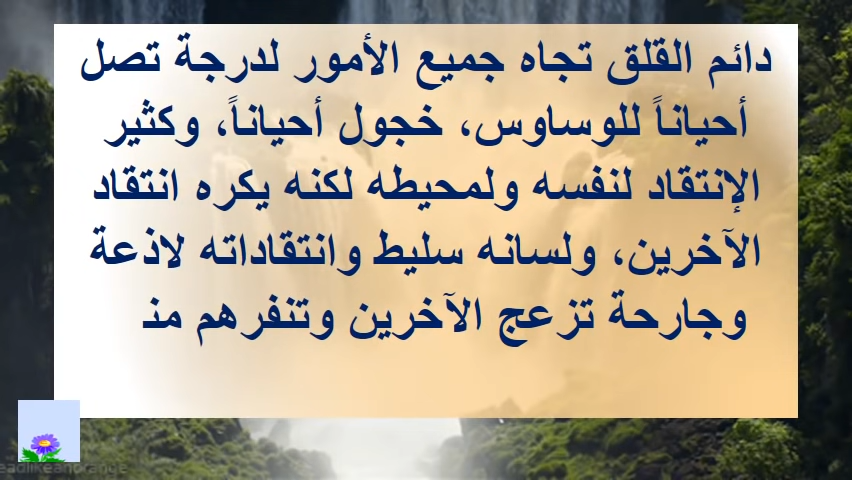 دائم القلق تجاه جميع الأمور لدرجة تصل
أحياناً للوساوس، خجول أحياناً، وكثير
الإنتقاد لنفسه ولمحيطه لكنه يكره انتقاد
الآخرين، ولسانه سليط وانتقاداته لاذعة
وجارحة تزعج الآخرين وتنفرهم منـ